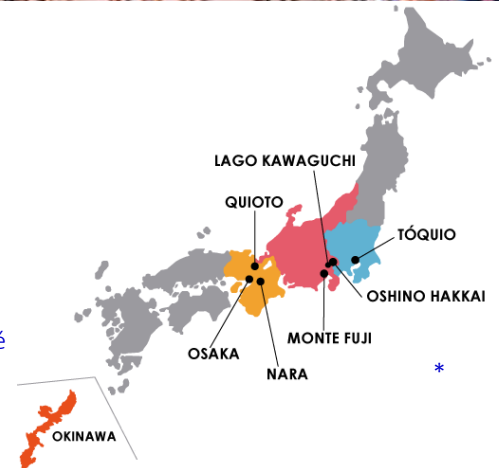 LAGO KAWAGUCHI
QUIOTO
TÓQUIO
OSHINO HAKKAI
MONTE FUJI
OSAKA
NARA
é
*
OKINAWA